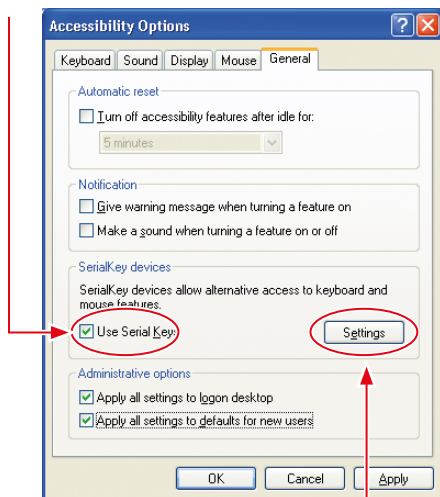 Accessibility Options
Keyboard Sound Display Mouse General
Automatic reset
Turn off accessibility features after idle for:
5 minutes
Notification
Give warning message when turning a feature on
Make a sound when turning a feature on or off
SerialKey devices
SerialKey devices allow alternative access to keyboard and
mouse features.
Use Serial Keys Settings
Administrative options
Apply all settings to logon desktop
Apply all settings to defaults for new users
OK Cancel Apply